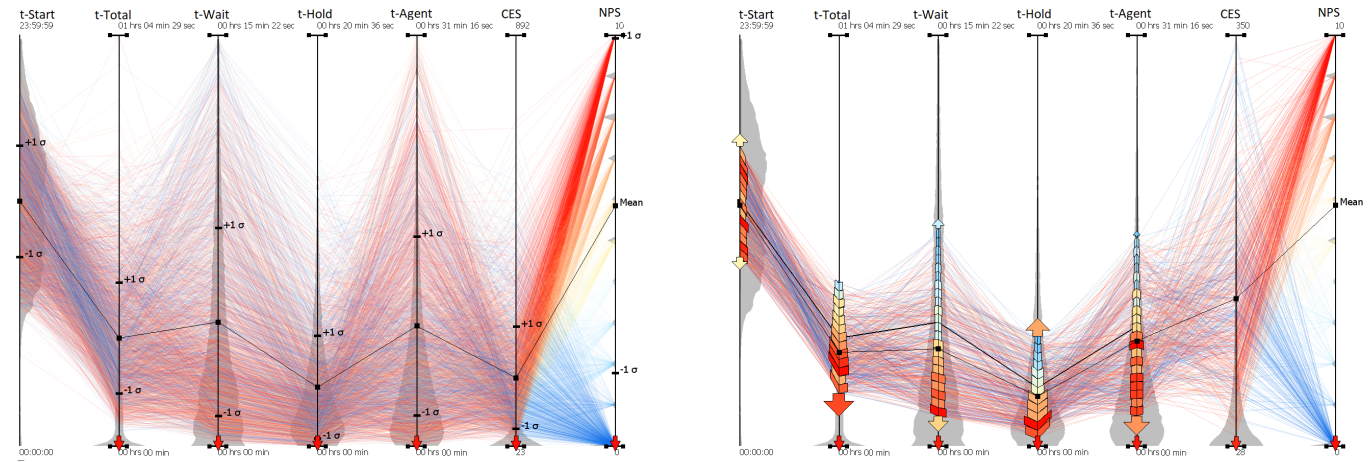 t-Start t-Total t-Wait t-Hold t-Agent CES NPS
23:59:59 01 hrs 04 min 29 sec 00 hrs 15 min 22 sec 00 hrs 20 min 36 sec 00 hrs 31 min 16 sec 892 10
+1 σ
+1 σ
Mean
+1 σ
+1 σ
+1 σ
-1 σ
+1 σ
+1 σ
-1 σ
-1 σ
-1 σ
-1 σ
-1 σ
00:00:00 00 hrs 00 min 00 hrs 00 min 00 hrs 00 min 00 hrs 00 min 23 0
t-Start t-Total t-Wait t-Hold t-Agent CES NPS
23:59:59 01 hrs 04 min 29 sec 00 hrs 15 min 22 sec 00 hrs 20 min 36 sec 00 hrs 31 min 16 sec 350 10
Mean
00:00:00 00 hrs 00 min 00 hrs 00 min 00 hrs 00 min 00 hrs 00 min 28 0